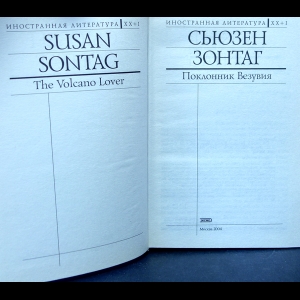 ИНОСТРАННАЯ ЛИТЕРАТУРА XX+I
SUSAN
SONTAG
The Volcano Lover
ИНОСТРАННАЯ ЛИТЕРАТУРА XX+I
СЬЮЗЕН
ЗОНТАГ
Поклонник Везувия